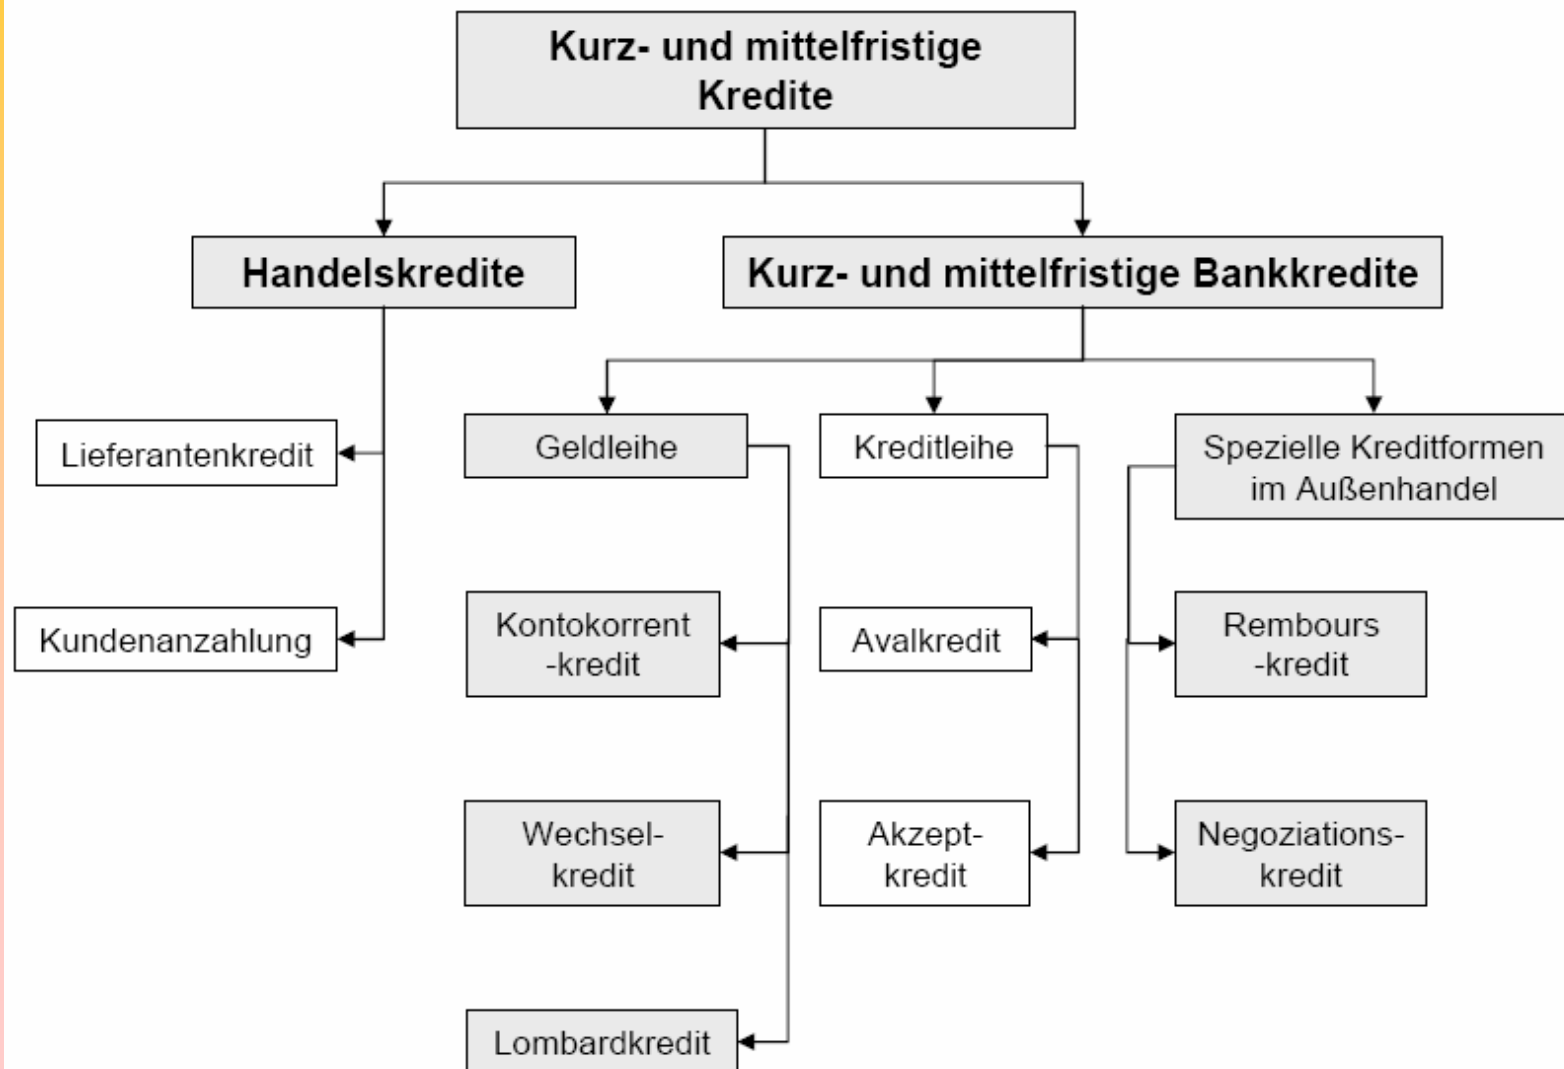 Kurz- und mittelfristige
Kredite
Handelskredite
Kurz- und mittelfristige Bankkredite
Lieferantenkredit
Kundenanzahlung
Geldleihe
Kontokorrent
-kredit
Wechsel-
kredit
Lombardkredit
Kreditleihe
Avalkredit
Akzept-
kredit
Spezielle Kreditformen
im Außenhandel
Rembours
-kredit
Negoziations-
kredit